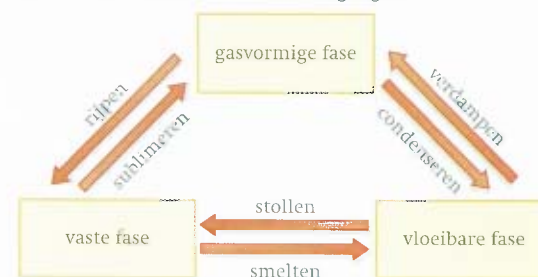 gasvormige fase
rijpen
sublimeren
verdampen
condenseren
vaste fase
stollen
smelten
vloeibare fase